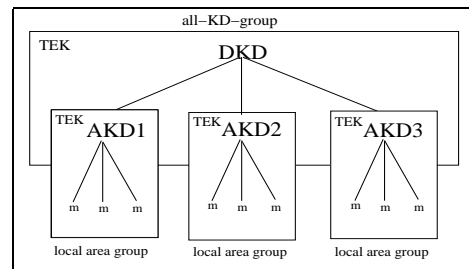 all-KD-group
TEK
DKD
TEK
AKD1
TEK
AKD2
TEK
AKD3
m m m
m m m
m m m
local area group
local area group
local area group